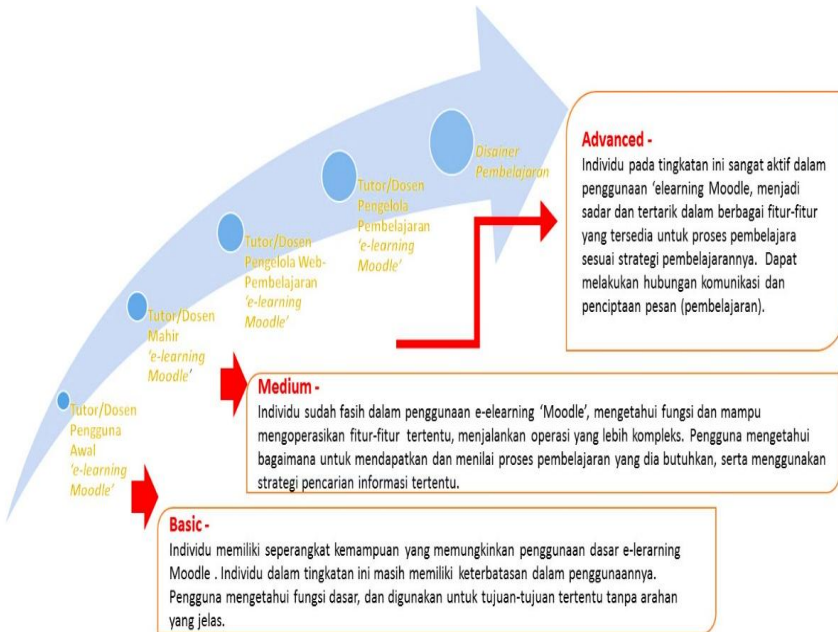 Disainer
Pembelajaran
Tutor/Dosen
Pengelola
Pembelajaran
'e-learning
Moodle'
Tutor/Dosen
Pengelola Web-
Pembelajaran
'e-learning
Moodle'
Tutor/Dosen
Mahir
'e-learning
Moodle'
Tutor/Dosen
Pengguna
Awal
'e-learning
Moodle'
Advanced -
Individu pada tingkatan ini sangat aktif dalam
penggunaan 'elearning Moodle, menjadi
sadar dan tertarik dalam berbagai fitur-fitur
yang tersedia untuk proses pembelajara
sesuai strategi pembelajarannya. Dapat
melakukan hubungan komunikasi dan
penciptaan pesan (pembelajaran).
Medium -
Individu sudah fasih dalam penggunaan e-elearning 'Moodle', mengetahui fungsi dan mampu
mengoperasikan fitur-fitur tertentu, menjalankan operasi yang lebih kompleks. Pengguna mengetahui
bagaimana untuk mendapatkan dan menilai proses pembelajaran yang dia butuhkan, serta menggunakan
strategi pencarian informasi tertentu.
Basic -
Individu memiliki seperangkat kemampuan yang memungkinkan penggunaan dasar e-lerarning
Moodle . Individu dalam tingkatan ini masih memiliki keterbatasan dalam penggunaannya.
Pengguna mengetahui fungsi dasar, dan digunakan untuk tujuan-tujuan tertentu tanpa arahan
yang jelas.